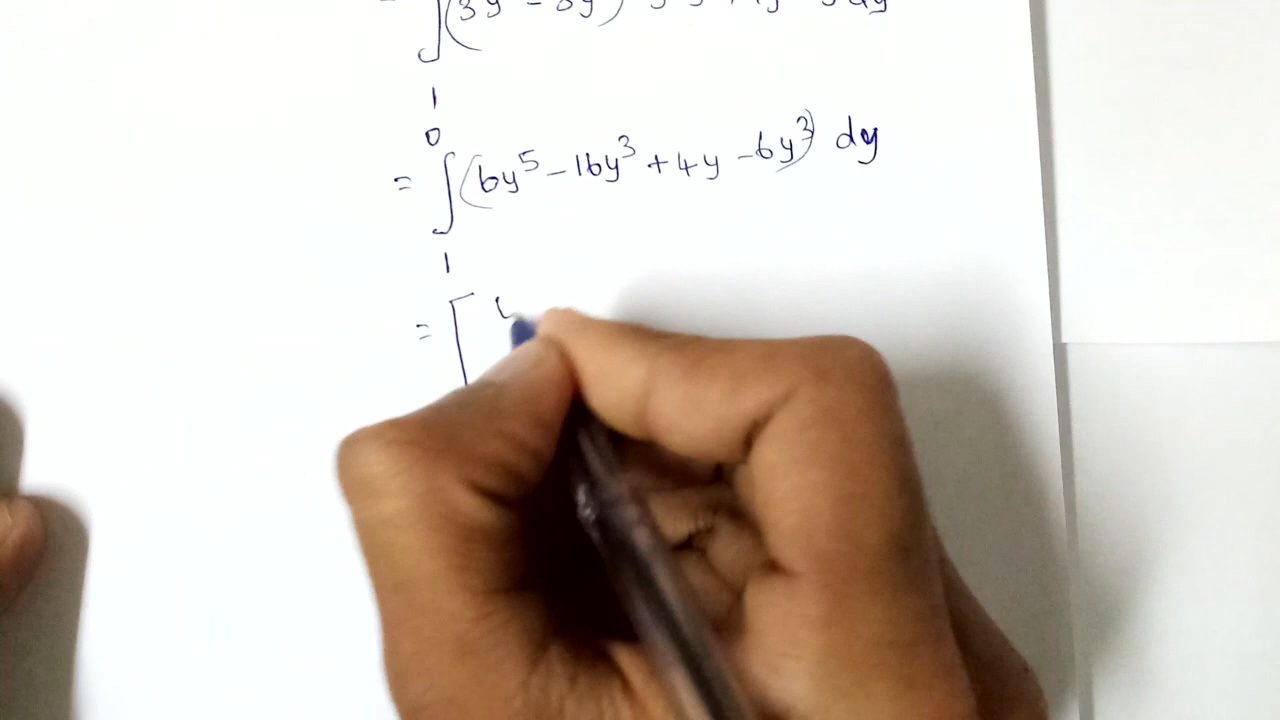 1
0
= ∫(6y⁵ - 16y³ + 4y - 6y³) dy
1
= [